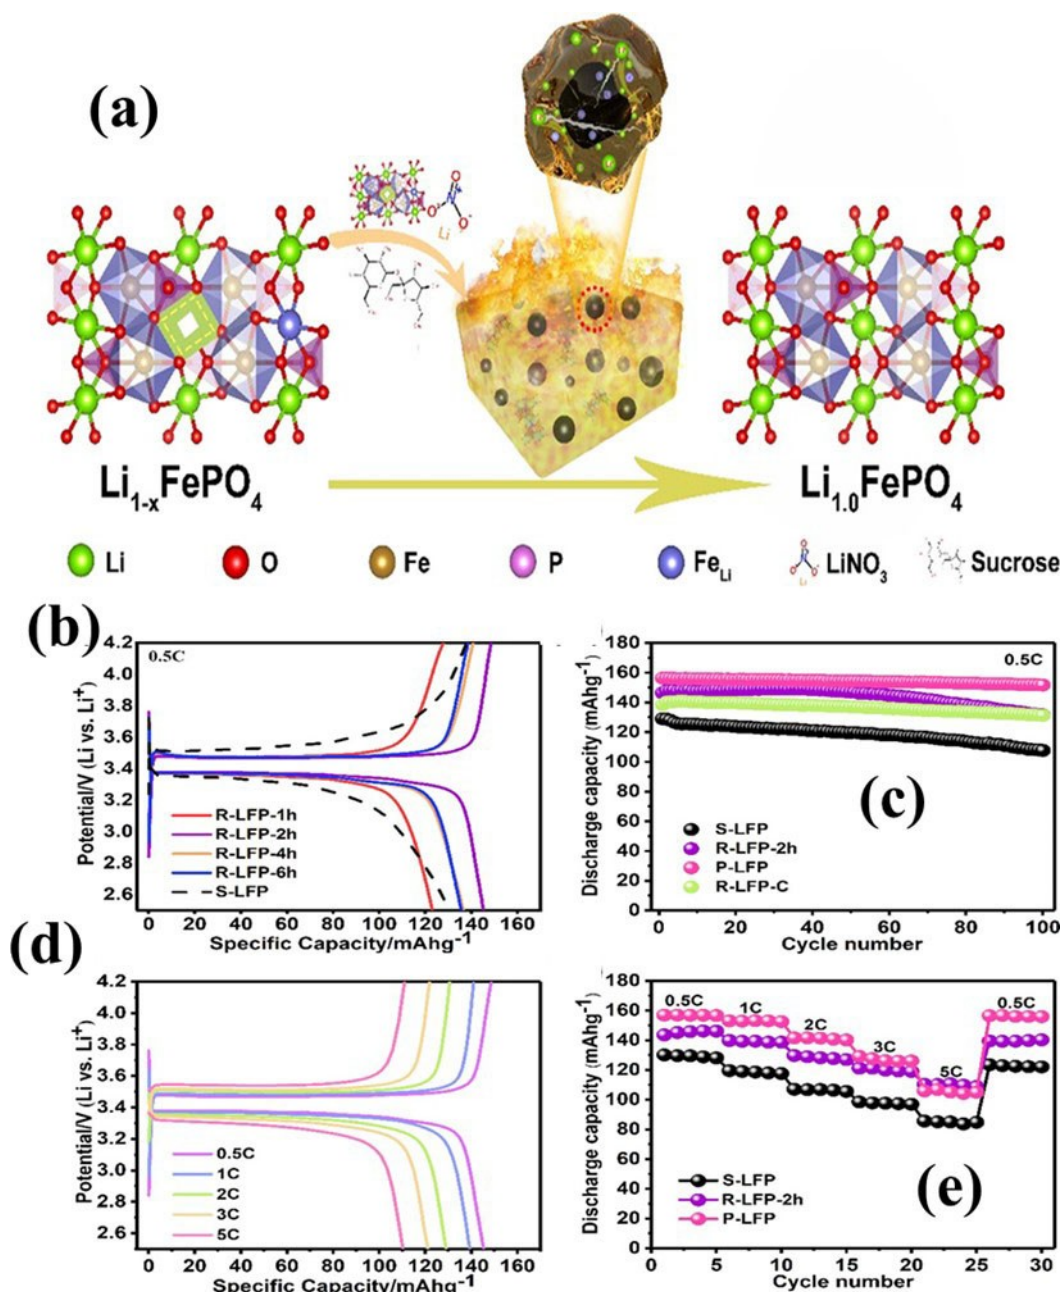 (a)
Li
Li1-xFePO4
Li1.0FePO4
Li
O
Fe
P
FeLi
LiNO3
Sucrose
(b)
0.5C
Potential/V (Li vs. Li+)
4.2
4.0
3.8
3.6
3.4
3.2
3.0
2.8
2.6
R-LFP-1h
R-LFP-2h
R-LFP-4h
R-LFP-6h
S-LFP
0 20 40 60 80 100 120 140 160
Specific Capacity/mAhg-1
(c)
0.5C
Discharge capacity (mAhg-1)
180
160
140
120
100
80
60
40
20
0
S-LFP
R-LFP-2h
P-LFP
R-LFP-C
0 20 40 60 80 100
Cycle number
(d)
Potential/V (Li vs. Li+)
4.2
4.0
3.8
3.6
3.4
3.2
3.0
2.8
2.6
0.5C
1C
2C
3C
5C
0 20 40 60 80 100 120 140 160
Specific Capacity/mAhg-1
(e)
Discharge capacity (mAhg-1)
180
160
140
120
100
80
60
40
20
0
0.5C 1C 2C 3C 5C 0.5C
S-LFP
R-LFP-2h
P-LFP
0 5 10 15 20 25 30
Cycle number